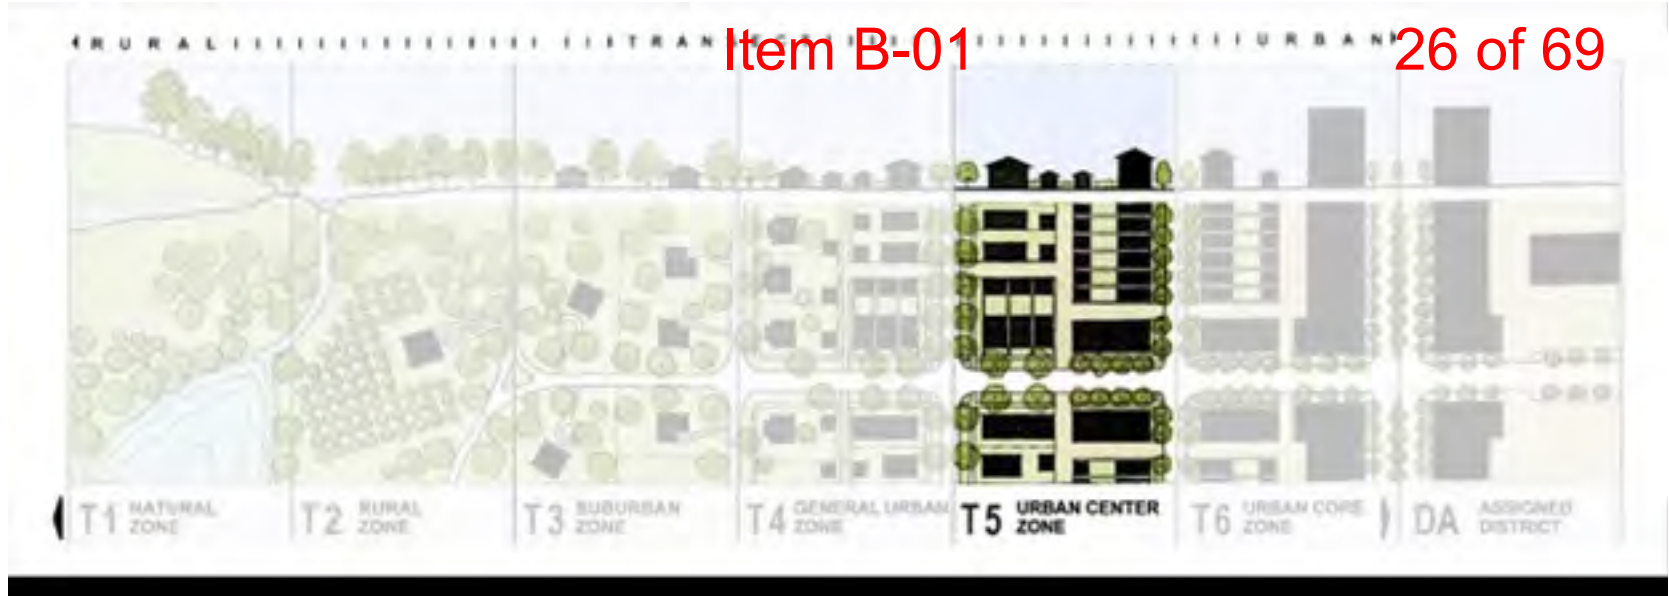 RURAL TRANSECT URBAN
Item B-01
26 of 69
T1 NATURAL ZONE
T2 RURAL ZONE
T3 SUBURBAN ZONE
T4 GENERAL URBAN ZONE
T5 URBAN CENTER ZONE
T6 URBAN CORE ZONE
DA ASSIGNED DISTRICT